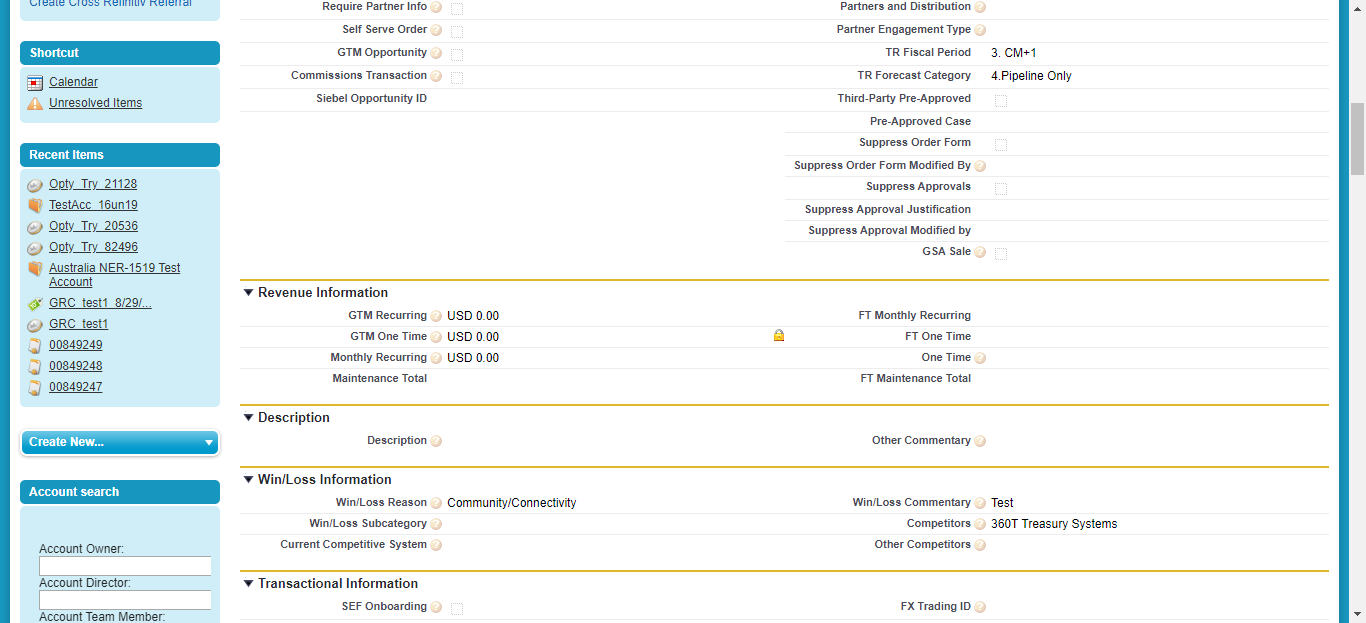 Create Cross Refinitiv Referral
Shortcut
Calendar
Unresolved Items
Recent Items
Opty_Try_21128
TestAcc_16un19
Opty_Try_20536
Opty_Try_82496
Australia NER-1519 Test
Account
GRC_test1_8/29/...
GRC_test1
00849249
00849248
00849247
Create New...
Account search
Account Owner:
Account Director:
Account Team Member:
Require Partner Info
Partners and Distribution
Self Serve Order
Partner Engagement Type
GTM Opportunity
TR Fiscal Period 3. CM+1
Commissions Transaction
TR Forecast Category 4.Pipeline Only
Siebel Opportunity ID
Third-Party Pre-Approved
Pre-Approved Case
Suppress Order Form
Suppress Order Form Modified By
Suppress Approvals
Suppress Approval Justification
Suppress Approval Modified by
GSA Sale
Revenue Information
GTM Recurring USD 0.00
FT Monthly Recurring
GTM One Time USD 0.00
FT One Time
Monthly Recurring USD 0.00
One Time
Maintenance Total
FT Maintenance Total
Description
Description
Other Commentary
Win/Loss Information
Win/Loss Reason Community/Connectivity
Win/Loss Commentary Test
Win/Loss Subcategory
Competitors 360T Treasury Systems
Current Competitive System
Other Competitors
Transactional Information
SEF Onboarding
FX Trading ID